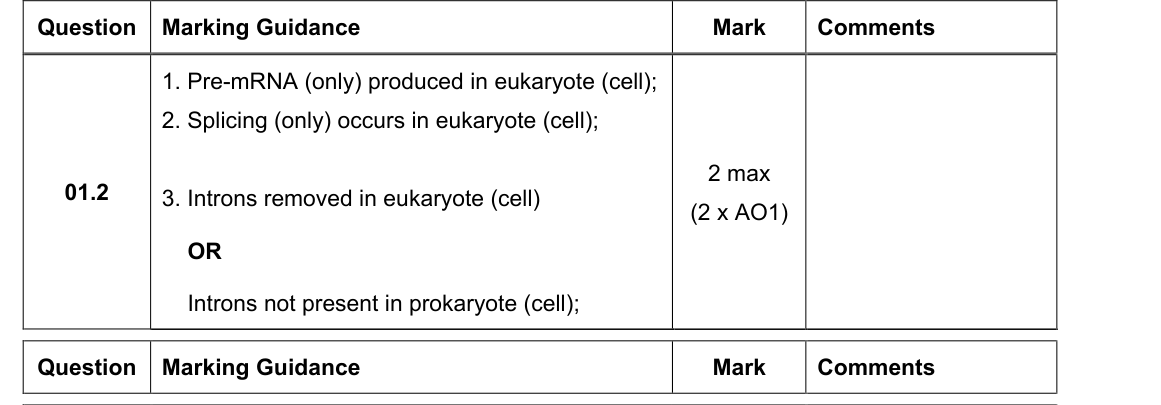 Question Marking Guidance Mark Comments
1. Pre-mRNA (only) produced in eukaryote (cell);
2. Splicing (only) occurs in eukaryote (cell);
01.2
3. Introns removed in eukaryote (cell)
OR
Introns not present in prokaryote (cell);
2 max
(2 x AO1)
Question Marking Guidance Mark Comments